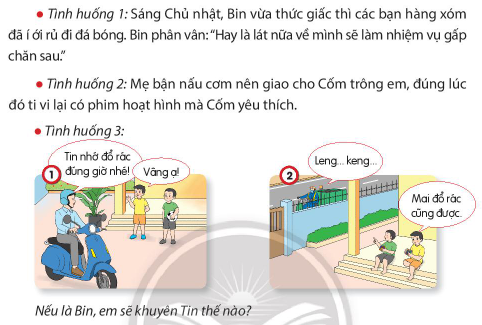 • Tình huống 1: Sáng Chủ nhật, Bin vừa thức giấc thì các bạn hàng xóm
đã í ới rủ đi đá bóng. Bin phân vân: “Hay là lát nữa về mình sẽ làm nhiệm vụ gấp
chăn sau.”
• Tình huống 2: Mẹ bận nấu cơm nên giao cho Cốm trông em, đúng lúc
đó ti vi lại có phim hoạt hình mà Cốm yêu thích.
• Tình huống 3:
1
Tin nhớ đổ rác
đúng giờ nhé!
Vâng ạ!
2
Leng... keng...
Mai đổ rác
cũng được.
Nếu là Bin, em sẽ khuyên Tin thế nào?